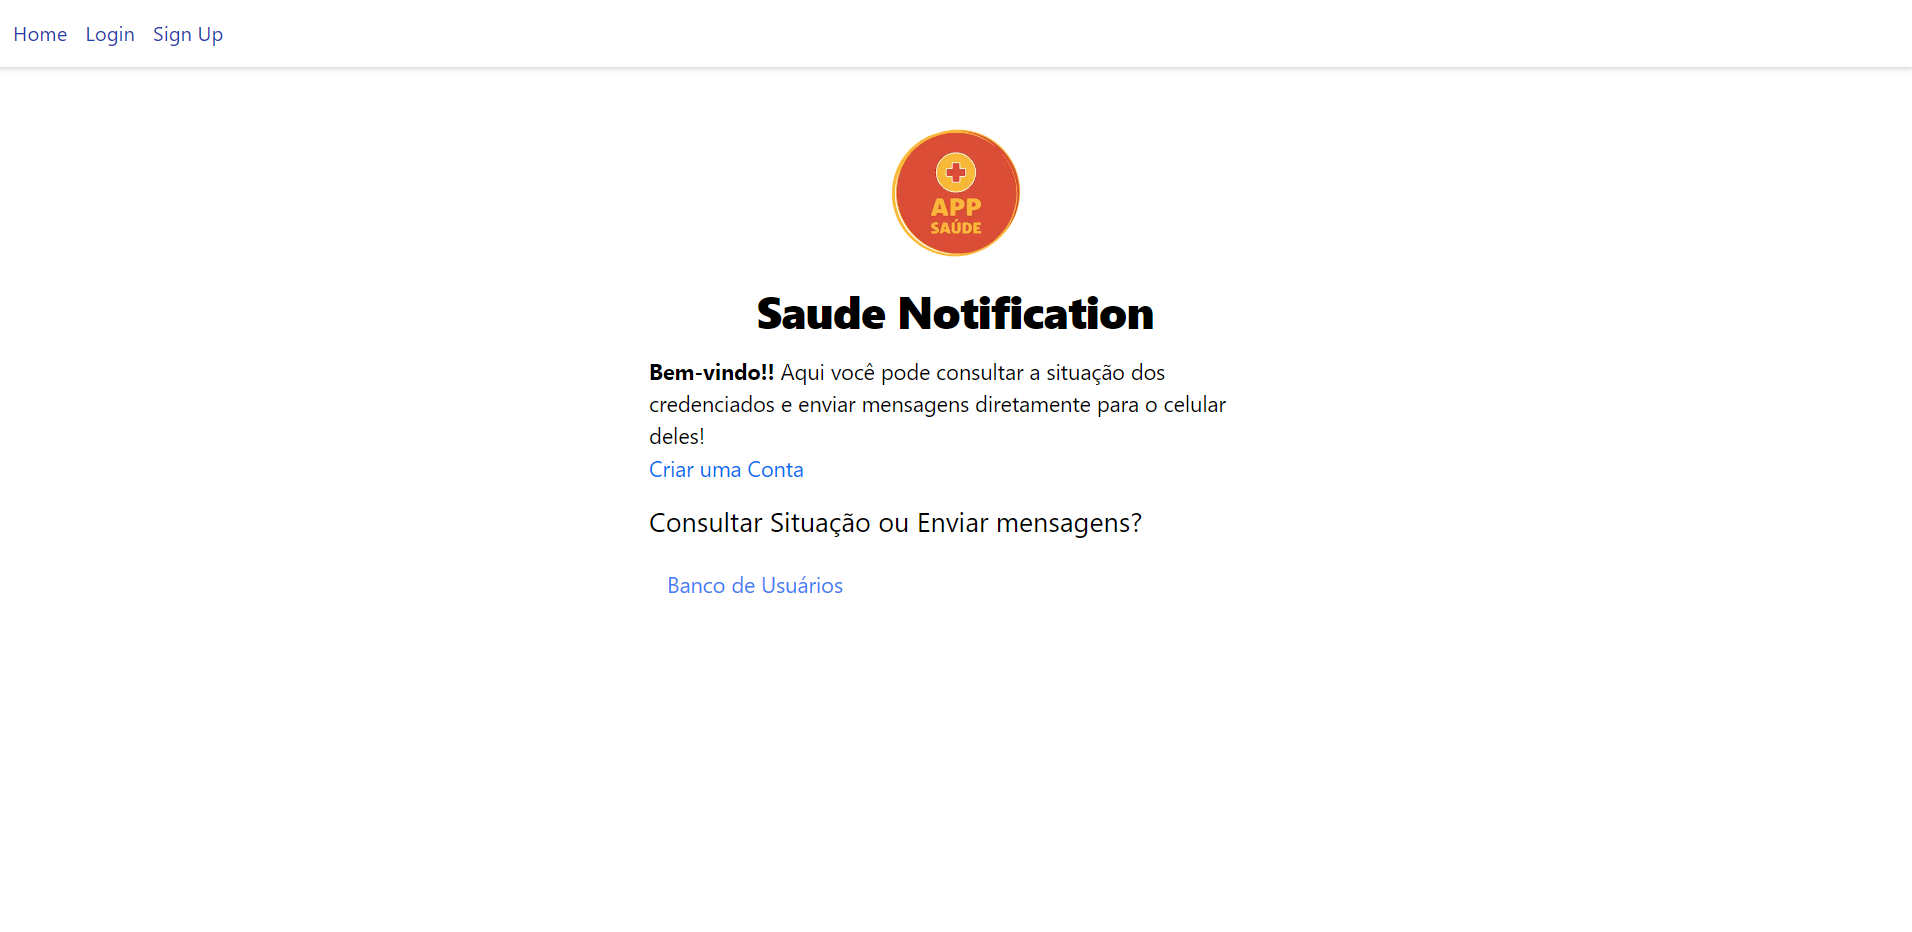 Home Login Sign Up
APP
SAÚDE
Saude Notification
Bem-vindo!! Aqui você pode consultar a situação dos
credenciados e enviar mensagens diretamente para o celular
deles!
Criar uma Conta
Consultar Situação ou Enviar mensagens?
Banco de Usuários